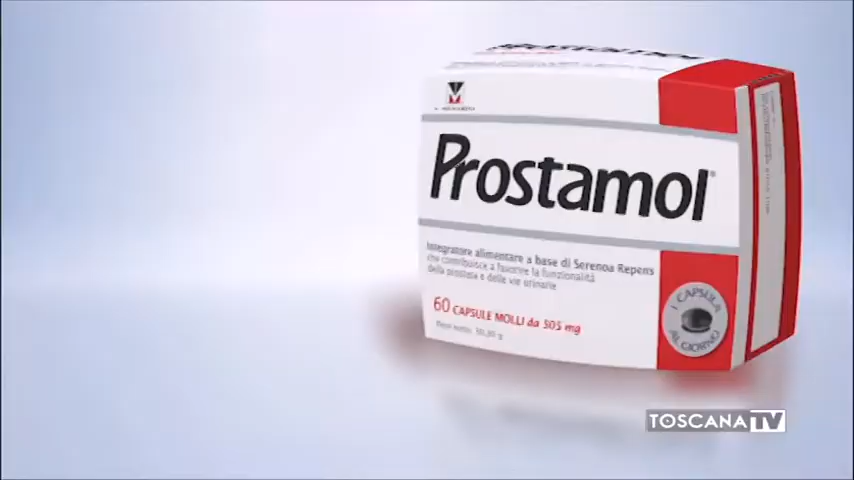 Prostamol®
Integratore alimentare a base di Serenoa Repens
che contribuisce a favorire la funzionalità
della prostata e delle vie urinarie
60 CAPSULE MOLLI da 505 mg
1 CAPSULA
AL GIORNO
TOSCANA TV